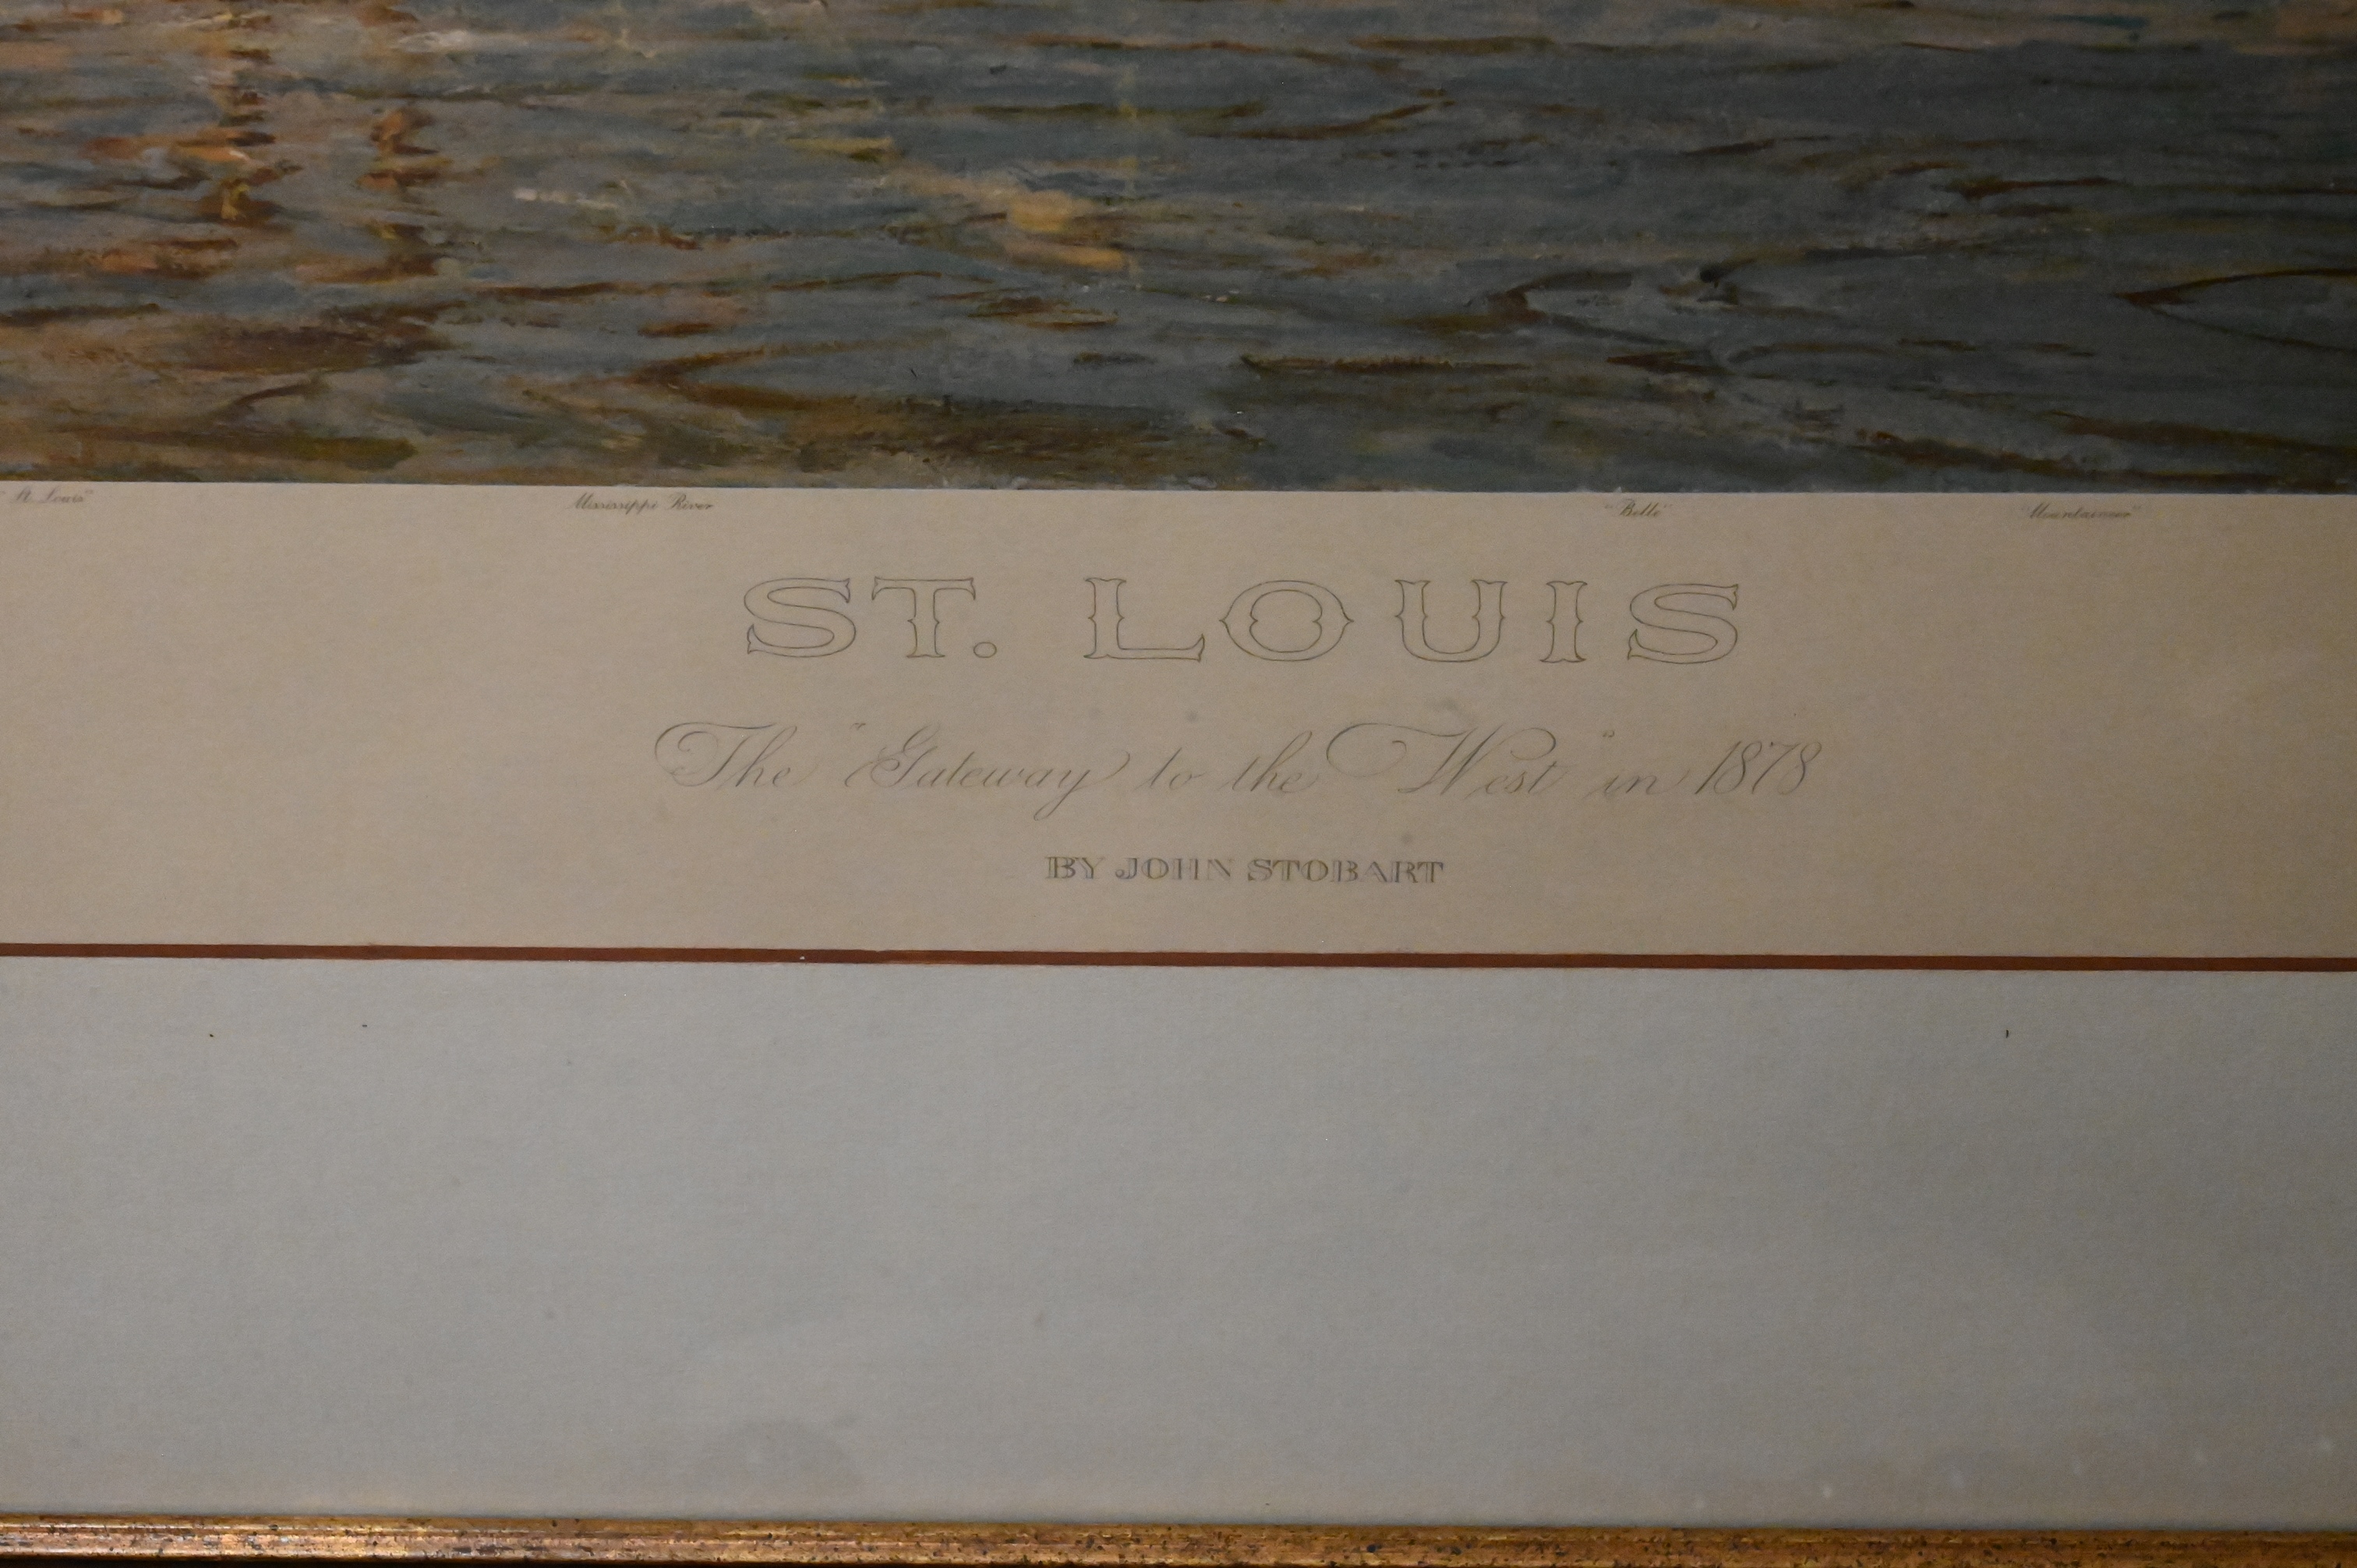 "St. Louis" Mississippi River "Belle" "Mountaineer"
ST. LOUIS
The "Gateway to the West" in 1878
BY JOHN STOBART